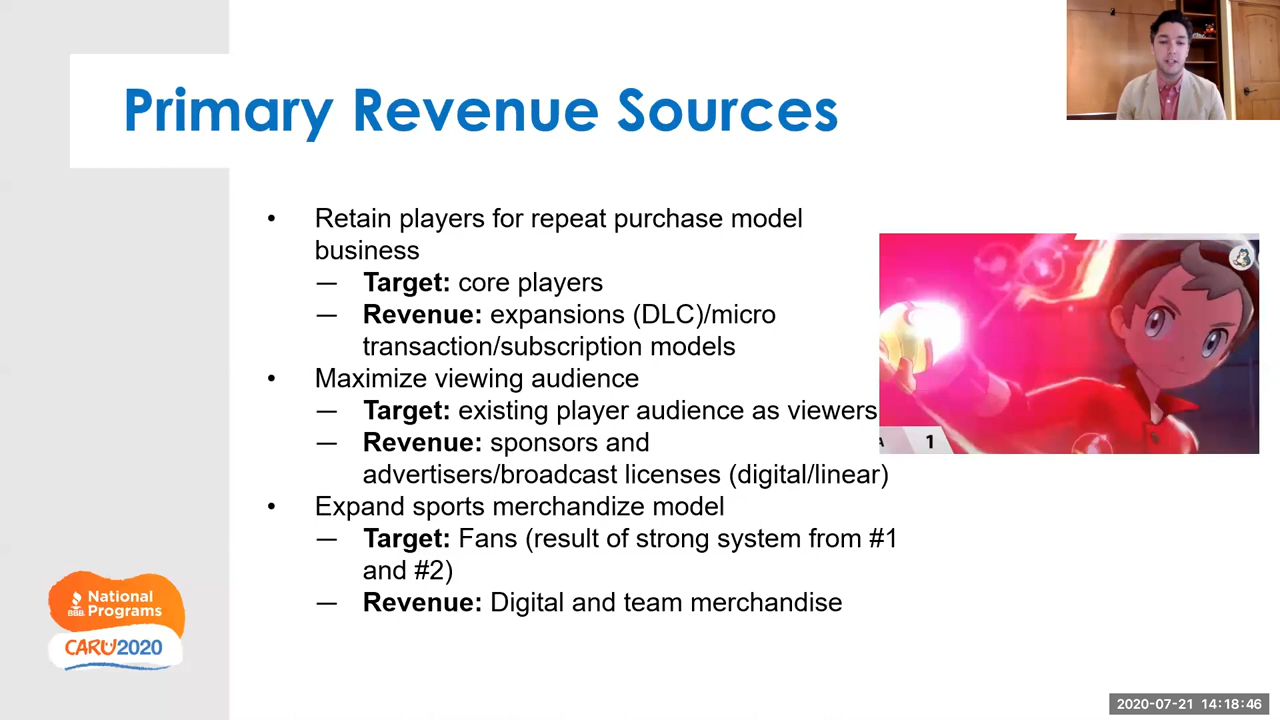 Primary Revenue Sources
• Retain players for repeat purchase model
business
— Target: core players
— Revenue: expansions (DLC)/micro
transaction/subscription models
• Maximize viewing audience
— Target: existing player audience as viewers
— Revenue: sponsors and
advertisers/broadcast licenses (digital/linear)
• Expand sports merchandize model
— Target: Fans (result of strong system from #1
and #2)
— Revenue: Digital and team merchandise
A 1
BBB National
Programs
CARU2020
2020-07-21 14:18:46